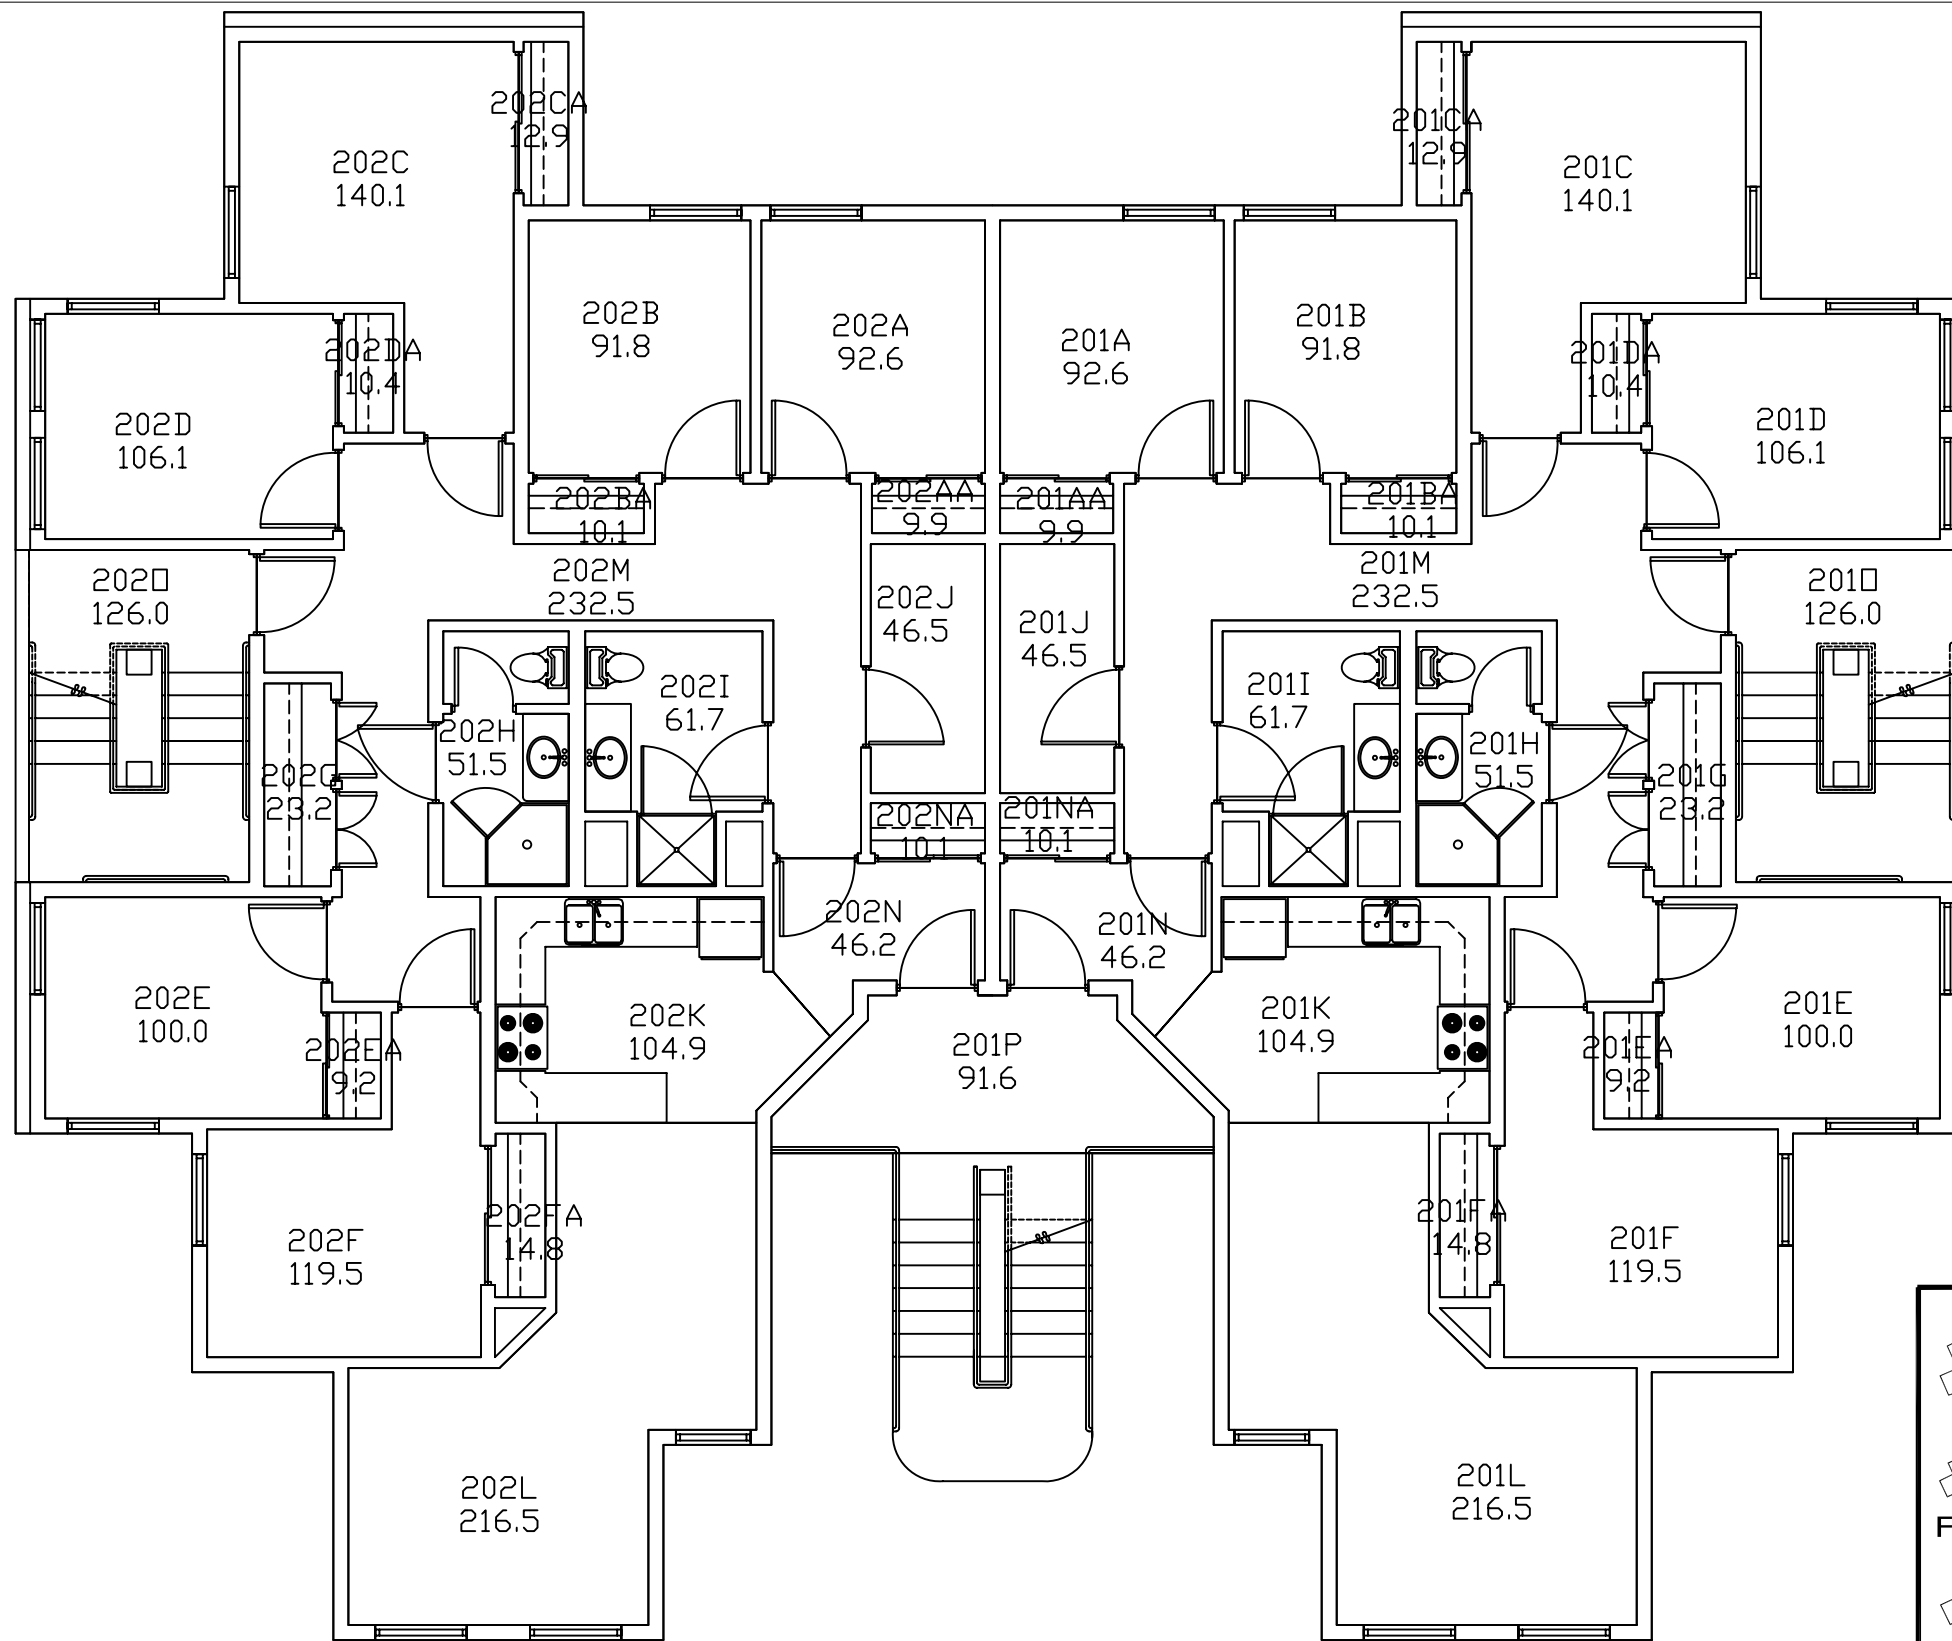 202CA
12.9
201CA
12.9
202C
140.1
201C
140.1
202B
91.8
202A
92.6
201A
92.6
201B
91.8
202DA
10.4
201DA
10.4
202D
106.1
201D
106.1
202BA
10.1
202AA
9.9
201AA
9.9
201BA
10.1
202M
232.5
201M
232.5
202O
126.0
201O
126.0
202J
46.5
201J
46.5
202I
61.7
201I
61.7
202H
51.5
201H
51.5
202G
23.2
201G
23.2
202NA
10.1
201NA
10.1
202N
46.2
201N
46.2
202E
100.0
201E
100.0
202K
104.9
201K
104.9
202EA
9.2
201P
91.6
201EA
9.2
202FA
14.8
201FA
14.8
202F
119.5
201F
119.5
202L
216.5
201L
216.5